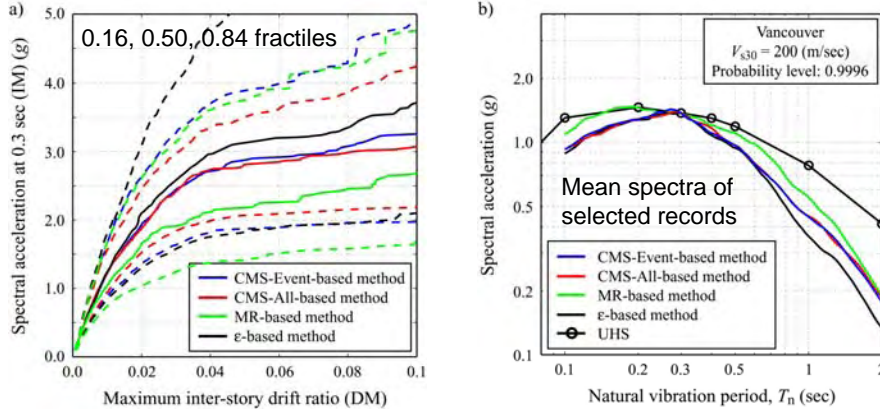 a)
0.16, 0.50, 0.84 fractiles
Spectral acceleration at 0.3 sec (IM) (g)
5.0
4.0
3.0
2.0
1.0
0.0
0.0
0.02
0.04
0.06
0.08
0.1
Maximum inter-story drift ratio (DM)
CMS-Event-based method
CMS-All-based method
MR-based method
ε-based method
b)
Vancouver
Vs30 = 200 (m/sec)
Probability level: 0.9996
Spectral acceleration (g)
4.0
2.0
1.0
0.5
0.2
0.1
Mean spectra of
selected records
CMS-Event-based method
CMS-All-based method
MR-based method
ε-based method
UHS
0.1
0.2
0.3
0.5
1
2
Natural vibration period, Tn (sec)